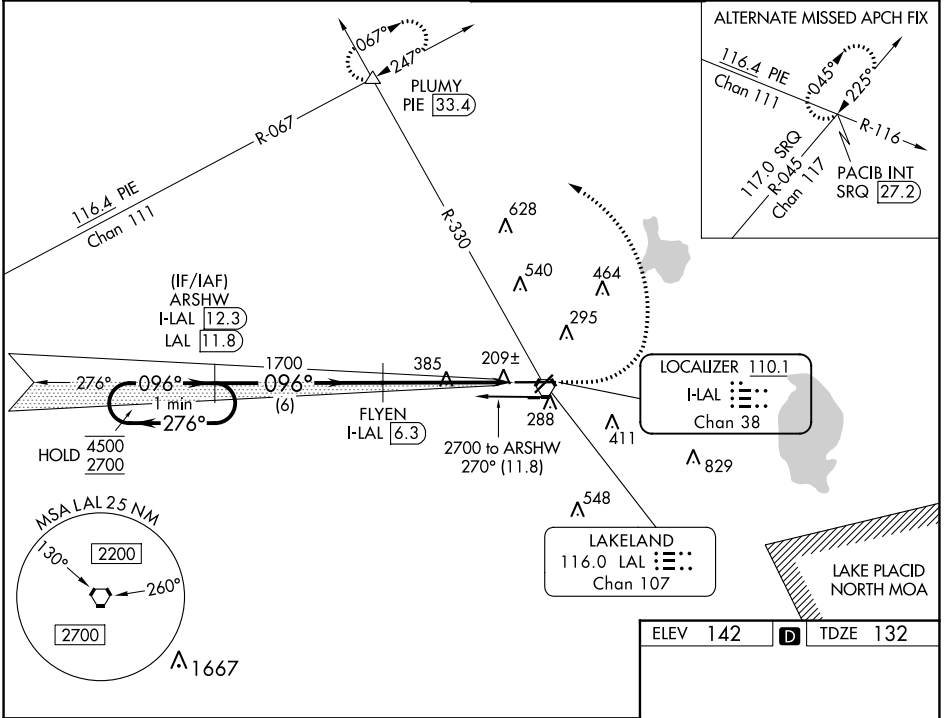 067°
247°
PLUMY
PIE 33.4
R-067
116.4 PIE
Chan 111
R-330
ALTERNATE MISSED APCH FIX
116.4 PIE
Chan 111
045°
225°
R-116
117.0 SRQ
R-045
Chan 117
PACIB INT
SRQ 27.2
628
540
464
295
(IF/IAF)
ARSHW
I-LAL 12.3
LAL 11.8
1700
385
209±
276°
096°
096°
1 min
(6)
276°
FLYEN
I-LAL 6.3
288
HOLD 4500
2700
2700 to ARSHW
270° (11.8)
LOCALIZER 110.1
I-LAL
Chan 38
411
829
548
LAKELAND
116.0 LAL
Chan 107
MSA LAL 25 NM
130°
2200
260°
2700
1667
LAKE PLACID
NORTH MOA
ELEV 142 D TDZE 132